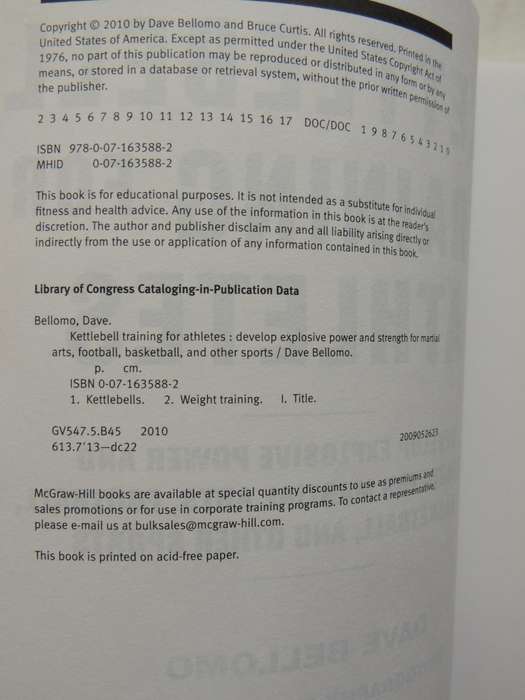 Copyright © 2010 by Dave Bellomo and Bruce Curtis. All rights reserved. Printed in the
United States of America. Except as permitted under the United States Copyright Act of
1976, no part of this publication may be reproduced or distributed in any form or by any
means, or stored in a database or retrieval system, without the prior written permission of
the publisher.
2 3 4 5 6 7 8 9 10 11 12 13 14 15 16 17 DOC/DOC 1 9 8 7 6 5 4 3 2 1 0
ISBN 978-0-07-163588-2
MHID 0-07-163588-2
This book is for educational purposes. It is not intended as a substitute for individual
fitness and health advice. Any use of the information in this book is at the reader's
discretion. The author and publisher disclaim any and all liability arising directly or
indirectly from the use or application of any information contained in this book.
Library of Congress Cataloging-in-Publication Data
Bellomo, Dave.
Kettlebell training for athletes : develop explosive power and strength for martial
arts, football, basketball, and other sports / Dave Bellomo.
p. cm.
ISBN 0-07-163588-2
1. Kettlebells. 2. Weight training. I. Title.
GV547.5.B45 2010
613.7'13—dc22
2009052623
McGraw-Hill books are available at special quantity discounts to use as premiums and
sales promotions or for use in corporate training programs. To contact a representative,
please e-mail us at bulksales@mcgraw-hill.com.
This book is printed on acid-free paper.